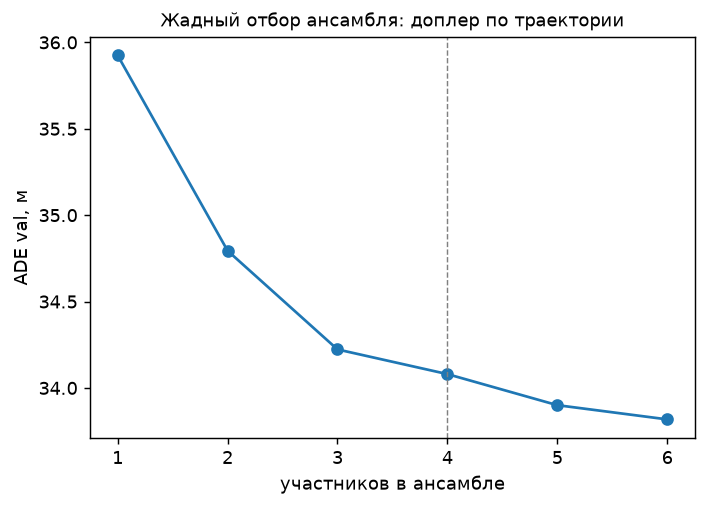 Жадный отбор ансамбля: доплер по траектории
ADE val, м
36.0
35.5
35.0
34.5
34.0
1 2 3 4 5 6
участников в ансамбле